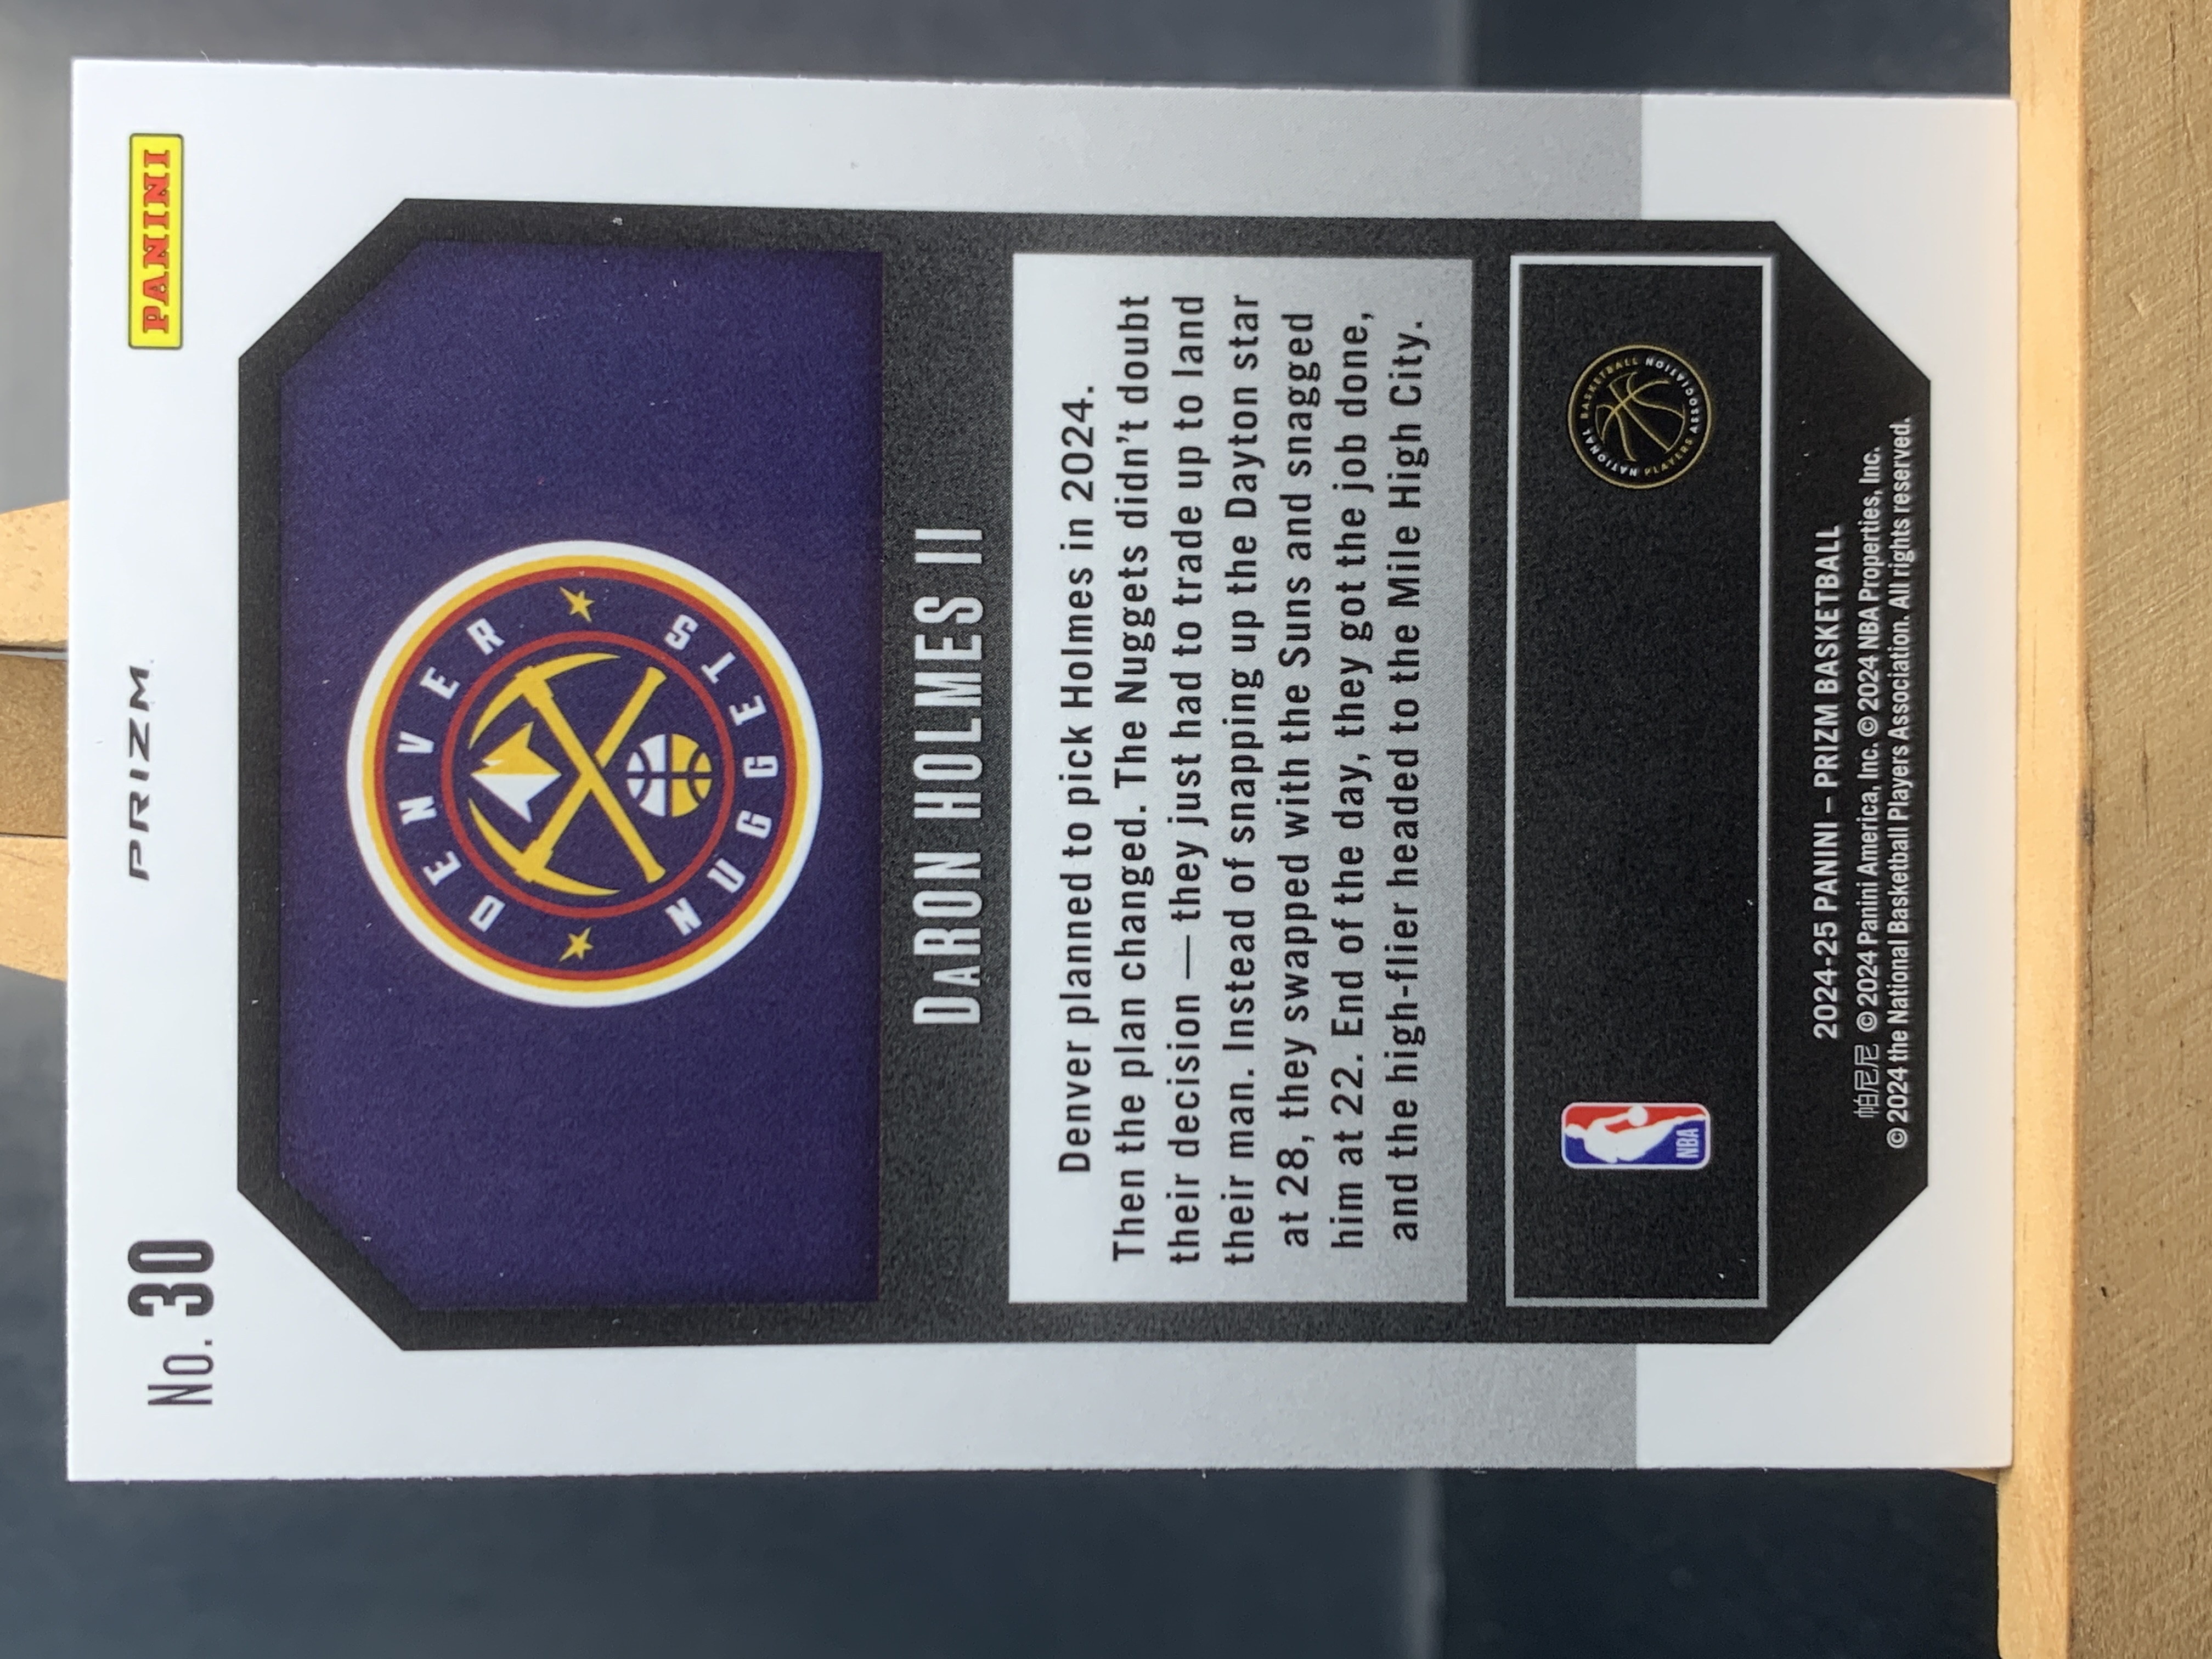 No. 30
PRIZM
PANINI
DENVER
NUGGETS
DARON HOLMES II
Denver planned to pick Holmes in 2024.
Then the plan changed. The Nuggets didn't doubt
their decision — they just had to trade up to land
their man. Instead of snapping up the Dayton star
at 28, they swapped with the Suns and snagged
him at 22. End of the day, they got the job done,
and the high-flier headed to the Mile High City.
NBA
NATIONAL BASKETBALL PLAYERS ASSOCIATION
2024-25 PANINI – PRIZM BASKETBALL
帕尼尼 © 2024 Panini America, Inc. © 2024 NBA Properties, Inc.
© 2024 the National Basketball Players Association. All rights reserved.